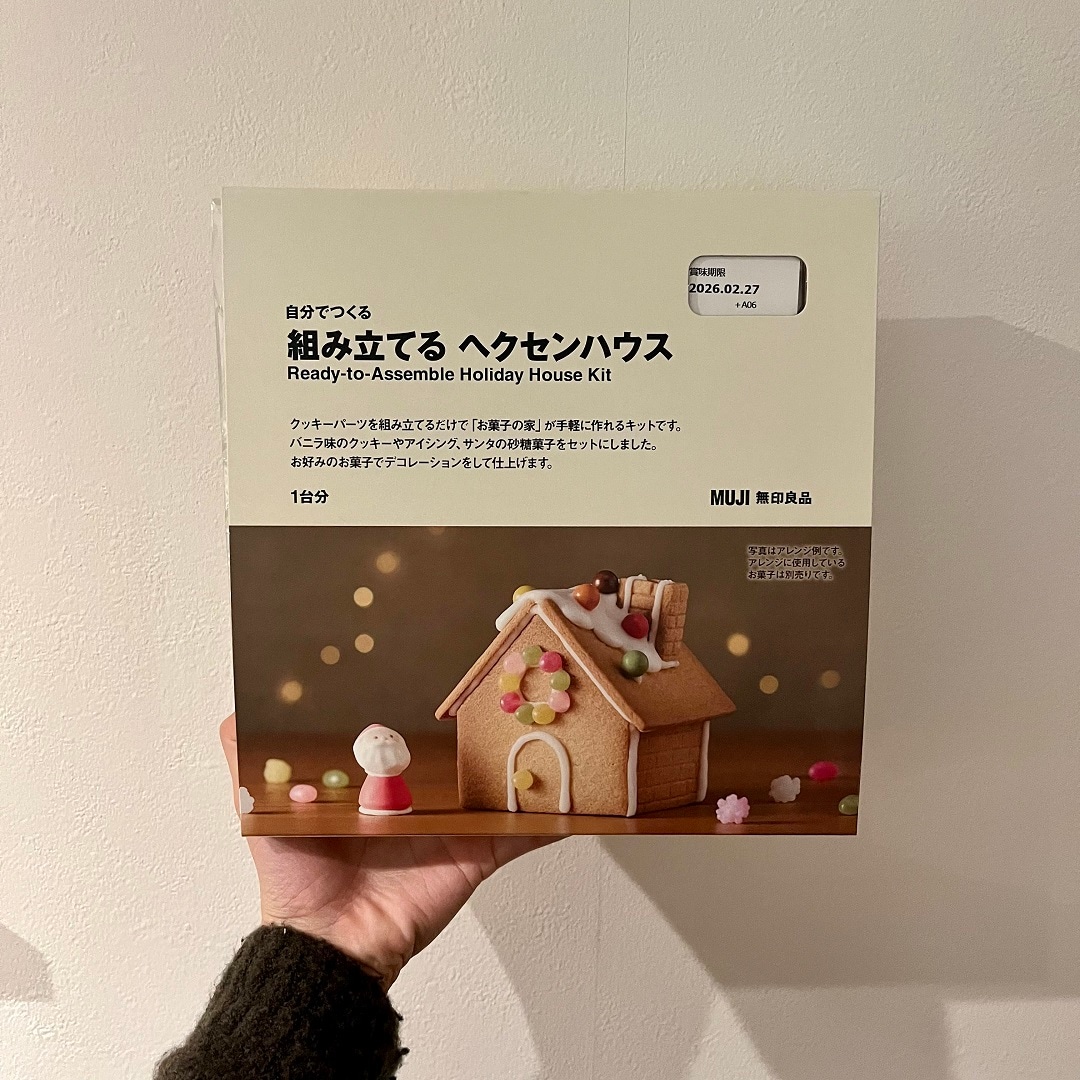 賞味期限
2026.02.27
+A06
自分でつくる
組み立てる ヘクセンハウス
Ready-to-Assemble Holiday House Kit
クッキーパーツを組み立てるだけで「お菓子の家」が手軽に作れるキットです。
バニラ味のクッキーやアイシング、サンタの砂糖菓子をセットにしました。
お好みのお菓子でデコレーションをして仕上げます。
1台分
MUJI 無印良品
写真はアレンジ例です。
アレンジに使用している
お菓子は別売りです。